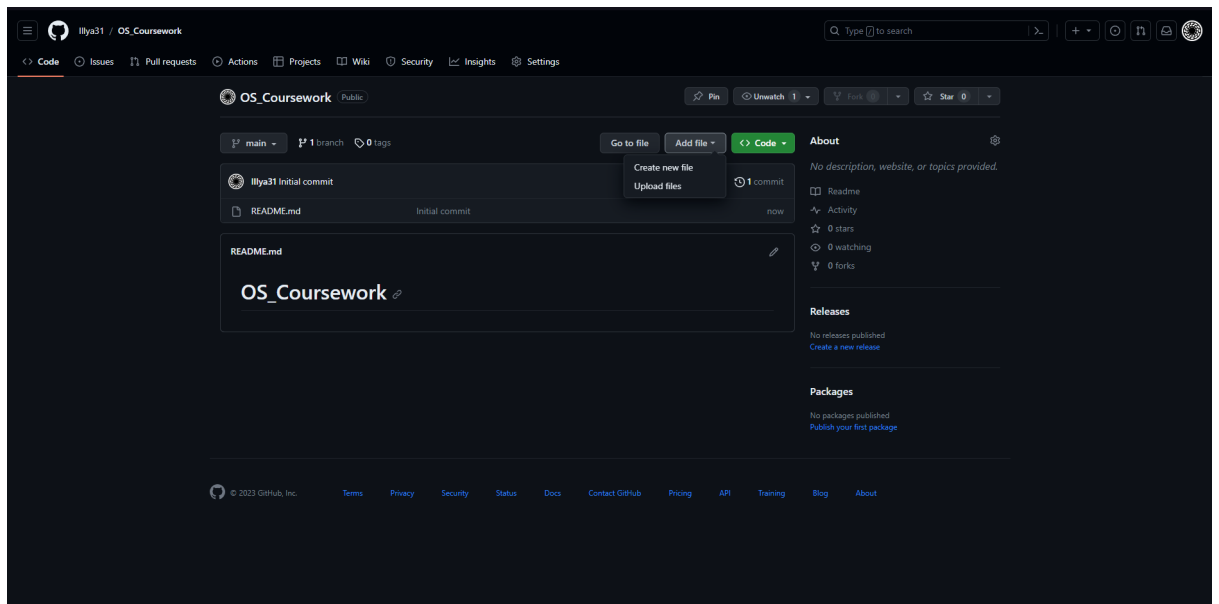 Illya31 / OS_Coursework
Type / to search
Code Issues Pull requests Actions Projects Wiki Security Insights Settings
OS_Coursework Public
Pin Unwatch 1 Fork 0 Star 0
main 1 branch 0 tags
Go to file Add file Code
Create new file
Upload files
Illya31 Initial commit 1 commit
README.md Initial commit now
README.md
OS_Coursework
About
No description, website, or topics provided.
Readme
Activity
0 stars
0 watching
0 forks
Releases
No releases published
Create a new release
Packages
No packages published
Publish your first package
© 2023 GitHub, Inc. Terms Privacy Security Status Docs Contact GitHub Pricing API Training Blog About